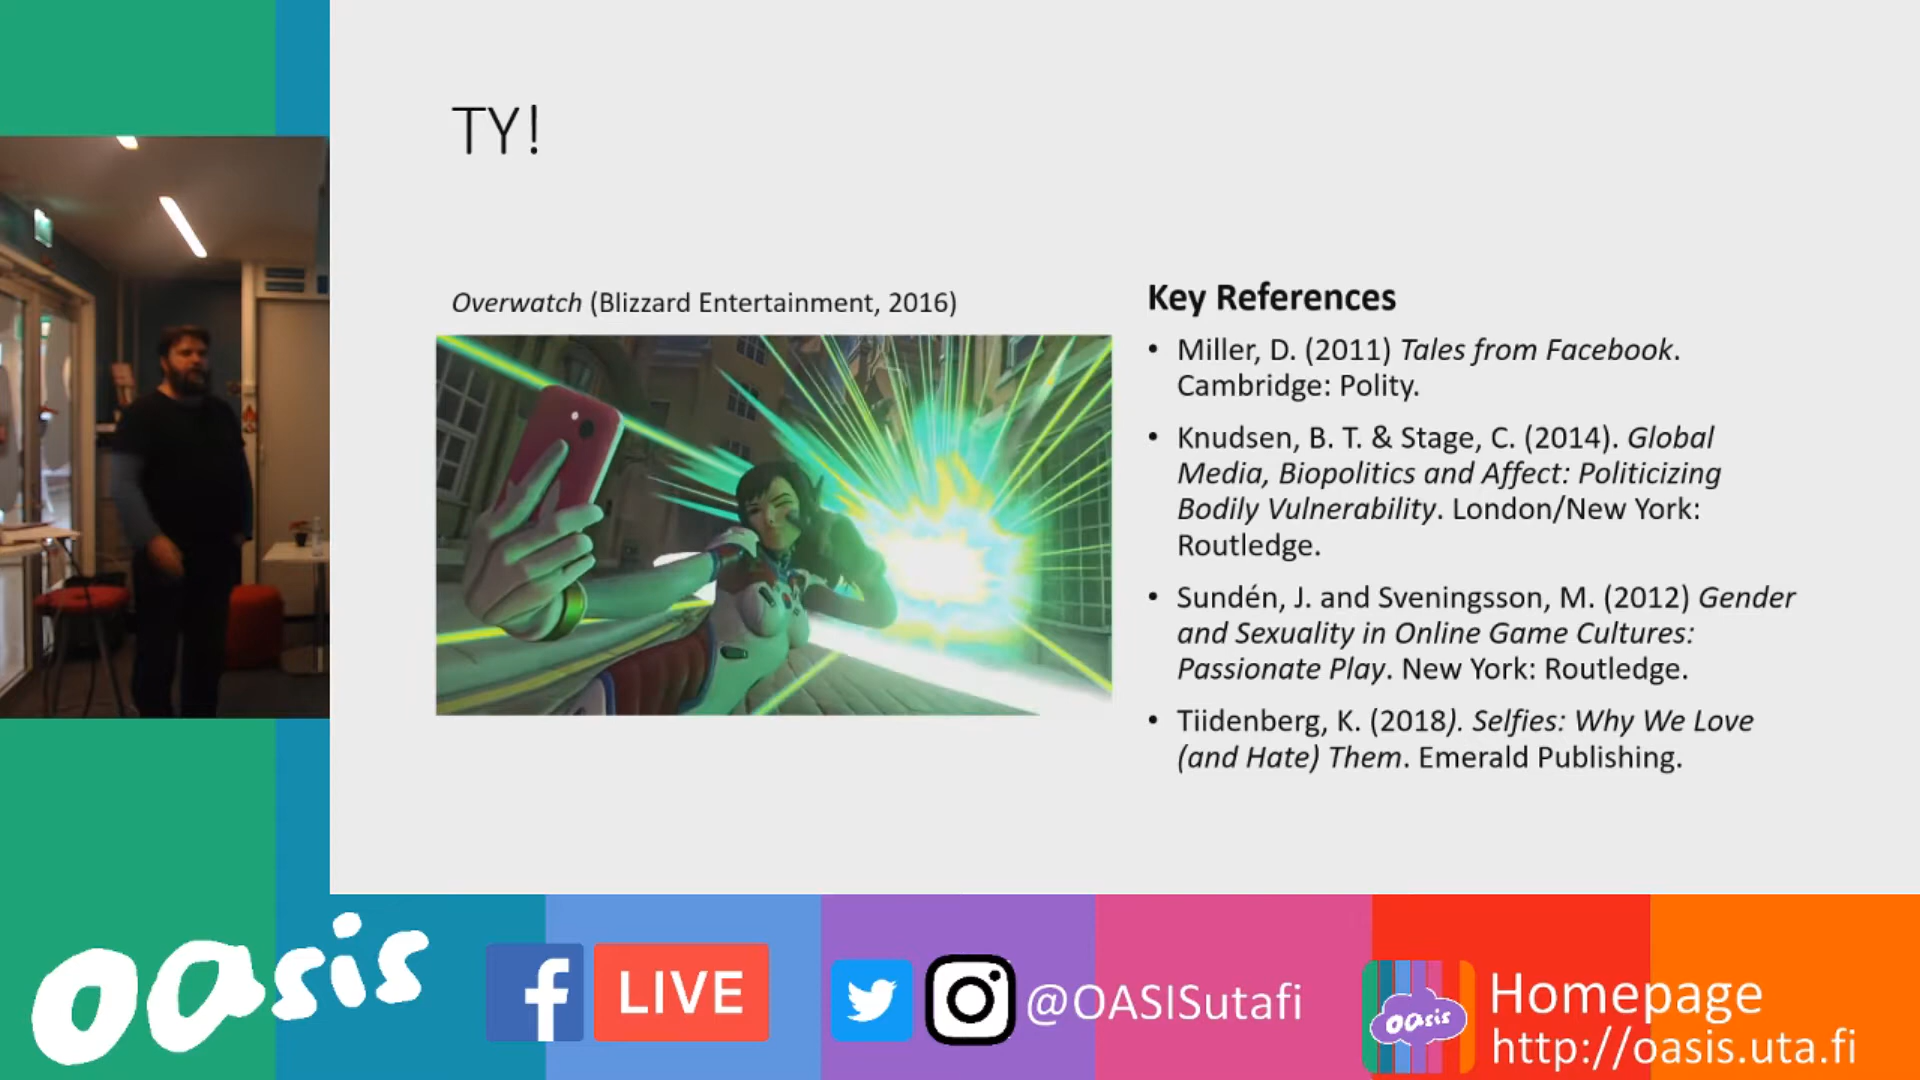 TY!
Overwatch (Blizzard Entertainment, 2016)
Key References
• Miller, D. (2011) Tales from Facebook.
Cambridge: Polity.
• Knudsen, B. T. & Stage, C. (2014). Global
Media, Biopolitics and Affect: Politicizing
Bodily Vulnerability. London/New York:
Routledge.
• Sundén, J. and Sveningsson, M. (2012) Gender
and Sexuality in Online Game Cultures:
Passionate Play. New York: Routledge.
• Tiidenberg, K. (2018). Selfies: Why We Love
(and Hate) Them. Emerald Publishing.
oasis
f LIVE
@OASISutafi
oasis
Homepage
http://oasis.uta.fi